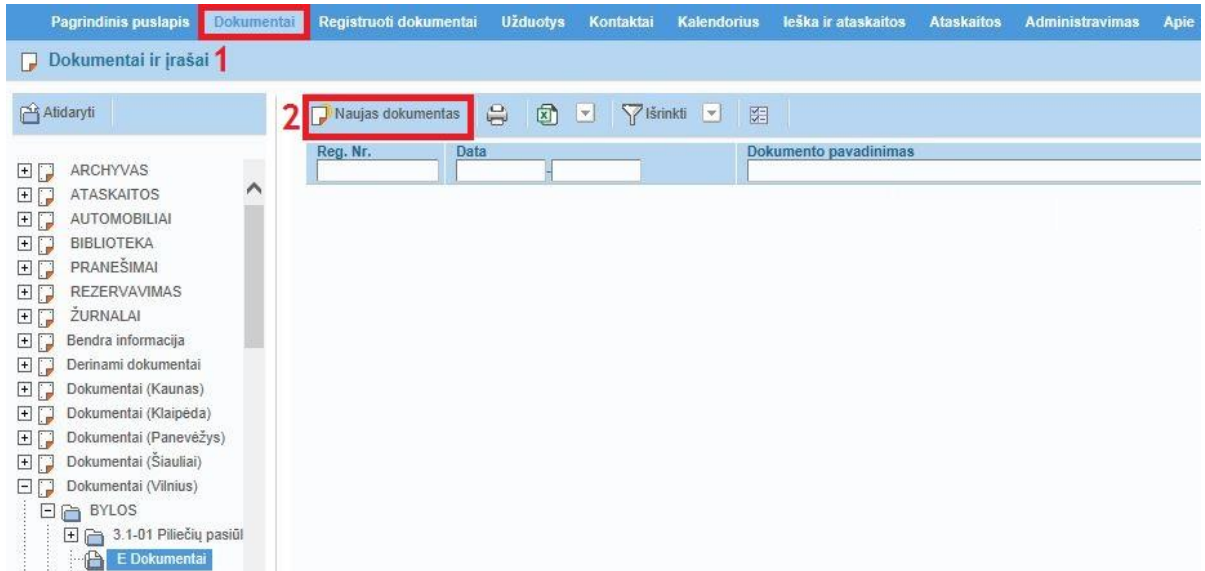 Pagrindinis puslapis Dokumentai Registruoti dokumentai Užduotys Kontaktai Kalendorius Ieška ir ataskaitos Ataskaitos Administravimas Apie
Dokumentai ir įrašai 1
Atidaryti
2 Naujas dokumentas Išrinkti
Reg. Nr. Data Dokumento pavadinimas
-
ARCHYVAS
ATASKAITOS
AUTOMOBILIAI
BIBLIOTEKA
PRANEŠIMAI
REZERVAVIMAS
ŽURNALAI
Bendra informacija
Derinami dokumentai
Dokumentai (Kaunas)
Dokumentai (Klaipėda)
Dokumentai (Panevėžys)
Dokumentai (Šiauliai)
Dokumentai (Vilnius)
BYLOS
3.1-01 Piliečių pasiūl
E Dokumentai